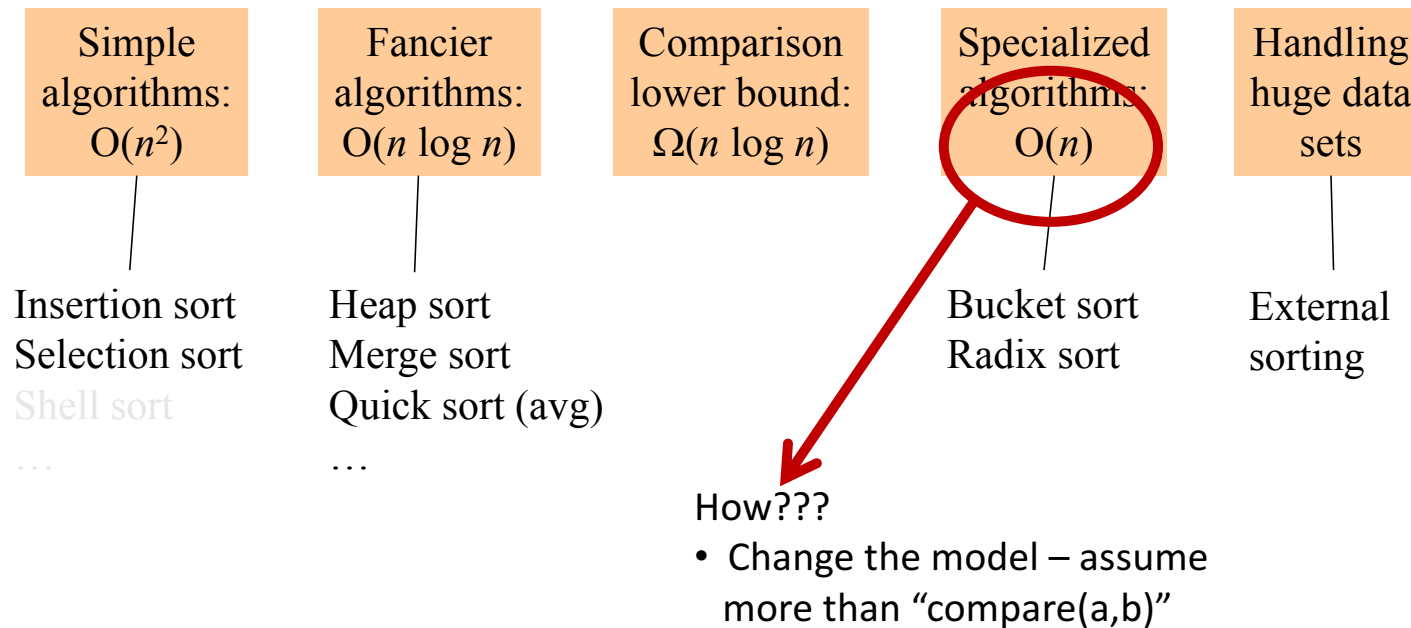 Simple
algorithms:
O(n²)
Fancier
algorithms:
O(n log n)
Comparison
lower bound:
Ω(n log n)
Specialized
algorithms:
O(n)
Handling
huge data
sets
Insertion sort
Selection sort
Shell sort
…
Heap sort
Merge sort
Quick sort (avg)
…
Bucket sort
Radix sort
External
sorting
How???
• Change the model – assume
more than “compare(a,b)”